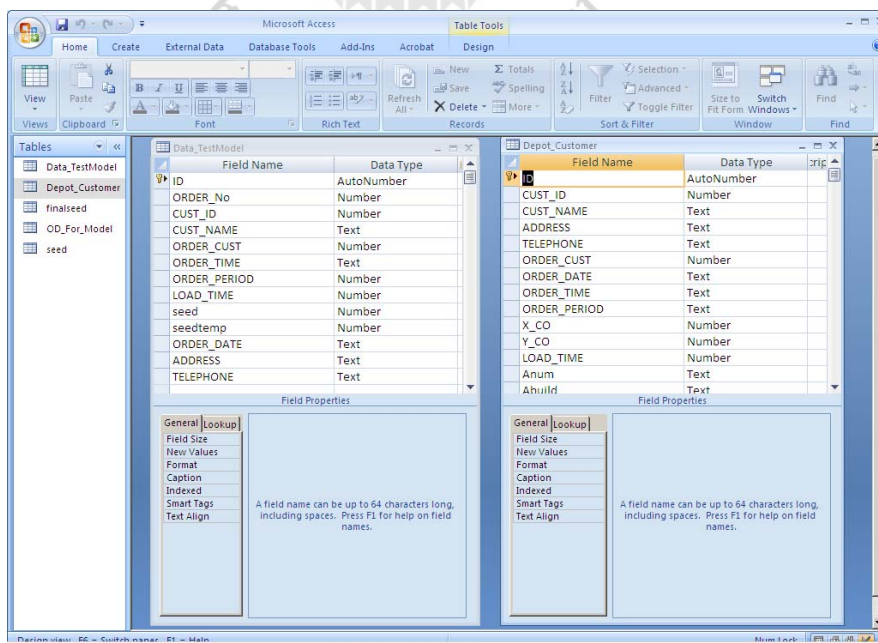 Microsoft Access
Table Tools
Home Create External Data Database Tools Add-Ins Acrobat Design
View
Paste
B I U
Refresh All
New
Save
Delete
Totals
Spelling
More
Filter
Selection
Advanced
Toggle Filter
Size to Fit Form
Switch Windows
Find
Views Clipboard Font Rich Text Records Sort & Filter Window Find
Tables
Data_TestModel
Depot_Customer
finalseed
OD_For_Model
seed
Data_TestModel
Field Name Data Type
ID AutoNumber
ORDER_No Number
CUST_ID Number
CUST_NAME Text
ORDER_CUST Number
ORDER_TIME Text
ORDER_PERIOD Number
LOAD_TIME Number
seed Number
seedtemp Number
ORDER_DATE Text
ADDRESS Text
TELEPHONE Text
Field Properties
General Lookup
Field Size
New Values
Format
Caption
Indexed
Smart Tags
Text Align
A field name can be up to 64 characters long,
including spaces. Press F1 for help on field
names.
Depot_Customer
Field Name Data Type :rip
ID AutoNumber
CUST_ID Number
CUST_NAME Text
ADDRESS Text
TELEPHONE Text
ORDER_CUST Number
ORDER_DATE Text
ORDER_TIME Text
ORDER_PERIOD Text
X_CO Number
Y_CO Number
LOAD_TIME Number
Anum Text
Abuild Text
Field Properties
General Lookup
Field Size
New Values
Format
Caption
Indexed
Smart Tags
Text Align
A field name can be up to 64 characters long,
including spaces. Press F1 for help on field
names.
Design view. F6 = Switch panes. F1 = Help.
Num Lock